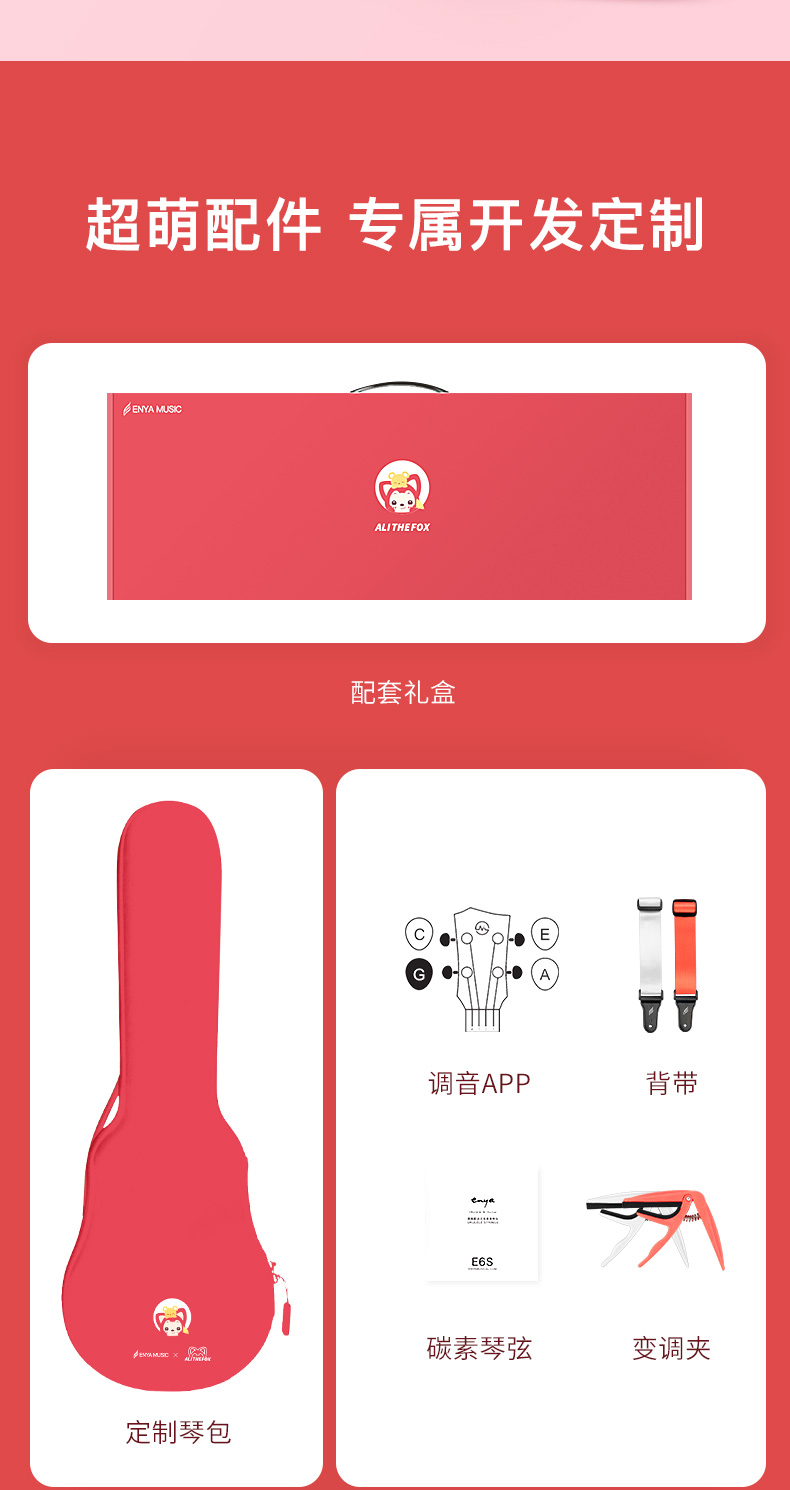 超萌配件 专属开发定制
ENYA MUSIC
ALI THE FOX
配套礼盒
C
E
G
A
调音APP
背带
enya
E6S
碳素琴弦
变调夹
ENYA MUSIC × ALI THE FOX
定制琴包